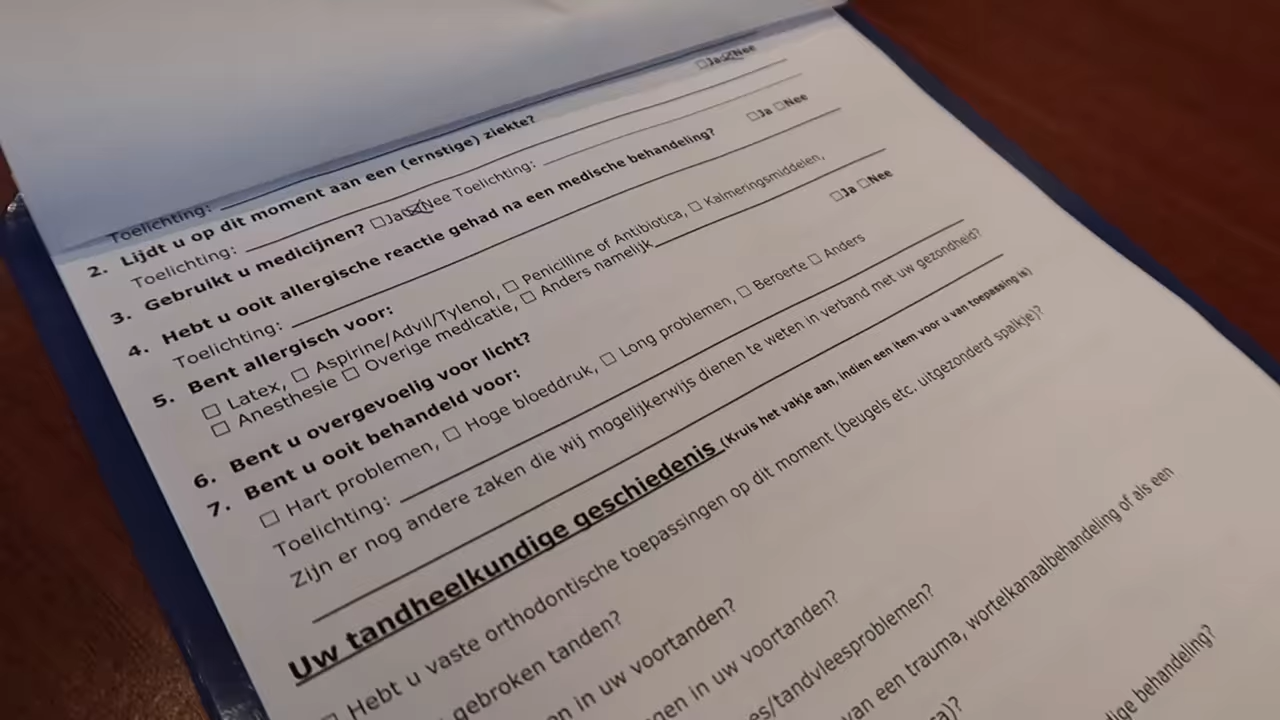 Toelichting:
☐Ja ☒Nee
2. Lijdt u op dit moment aan een (ernstige) ziekte?
Toelichting:
3. Gebruikt u medicijnen? ☐Ja ☒Nee Toelichting:
4. Hebt u ooit allergische reactie gehad na een medische behandeling? ☐Ja ☐Nee
Toelichting:
5. Bent allergisch voor:
☐ Latex, ☐ Aspirine/Advil/Tylenol, ☐ Penicilline of Antibiotica, ☐ Kalmeringsmiddelen,
☐ Anesthesie ☐ Overige medicatie, ☐ Anders namelijk
6. Bent u overgevoelig voor licht? ☐Ja ☐Nee
7. Bent u ooit behandeld voor:
☐ Hart problemen, ☐ Hoge bloeddruk, ☐ Long problemen, ☐ Beroerte ☐ Anders
Toelichting:
Zijn er nog andere zaken die wij mogelijkerwijs dienen te weten in verband met uw gezondheid?
Uw tandheelkundige geschiedenis (Kruis het vakje aan, indien een item voor u van toepassing is)
☐ Hebt u vaste orthodontische toepassingen op dit moment (beugels etc. uitgezonderd spalkje)?
gebroken tanden?
in uw voortanden?
in uw voortanden?
van een trauma, wortelkanaalbehandeling of als een
behandeling?